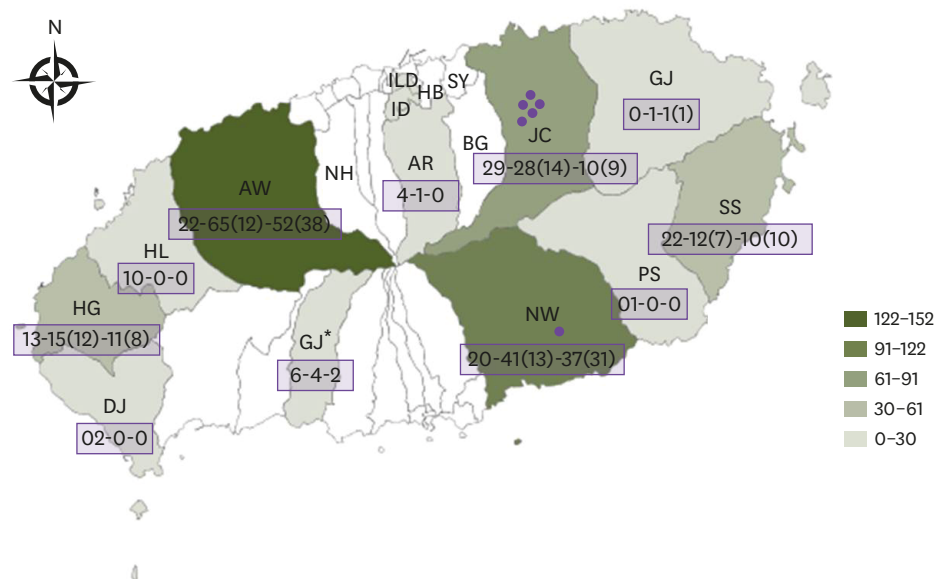 N
ILD
HB
SY
ID
GJ
0-1-1(1)
JC
29-28(14)-10(9)
BG
AR
4-1-0
NH
AW
22-65(12)-52(38)
SS
22-12(7)-10(10)
HL
10-0-0
PS
01-0-0
HG
13-15(12)-11(8)
NW
20-41(13)-37(31)
GJ*
6-4-2
DJ
02-0-0
122–152
91–122
61–91
30–61
0–30